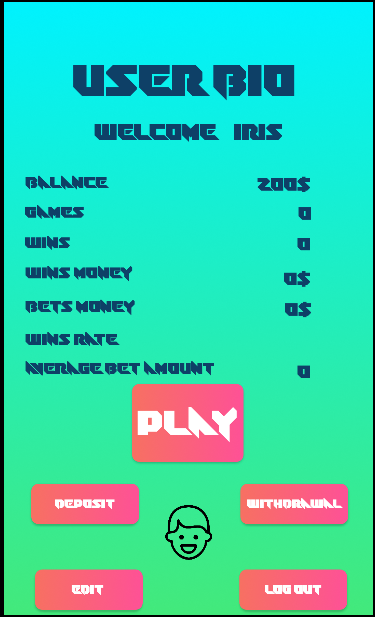 USER BIO
WELCOME IRIS
BALANCE 200$
GAMES 0
WINS 0
WINS MONEY 0$
BETS MONEY 0$
WINS RATE
AVERAGE BET AMOUNT 0
PLAY
DEPOSIT WITHDRAWAL
EDIT LOG OUT